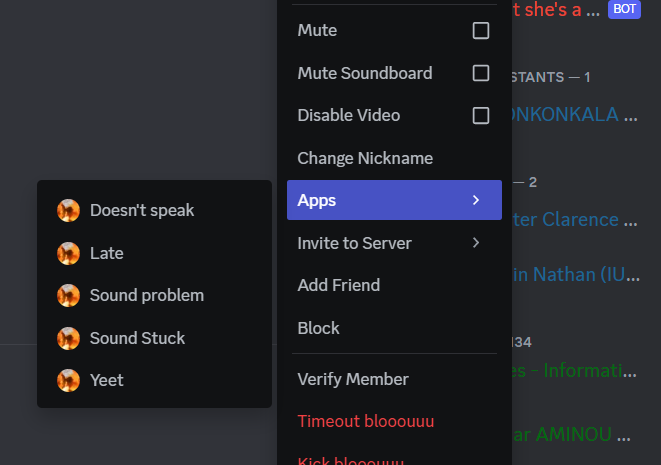 Mute
t she's a ... BOT
Mute Soundboard
STANTS — 1
Disable Video
ONKONKALA ...
Change Nickname
Apps
— 2
Doesn't speak
ter Clarence ...
Late
Invite to Server
in Nathan (IU...
Sound problem
Add Friend
Sound Stuck
Block
134
Yeet
Verify Member
es - Informati...
Timeout blooouuu
ar AMINOU ...
Kick blooouuu